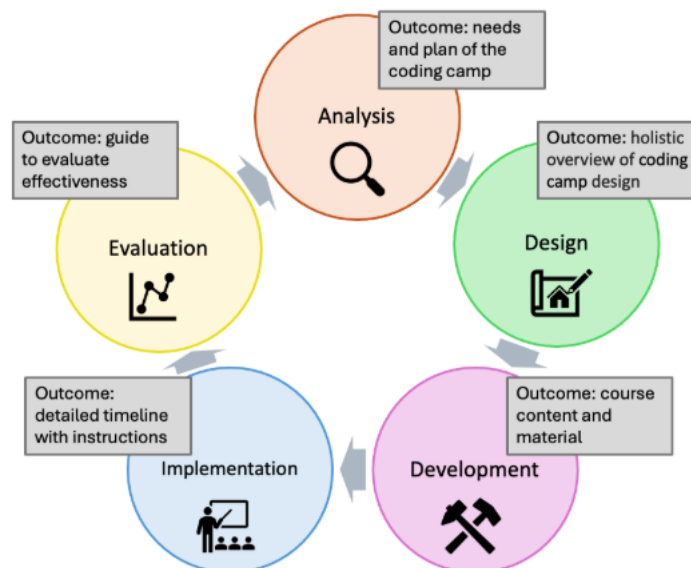 Outcome: needs
and plan of the
coding camp
Analysis
Outcome: holistic
overview of coding
camp design
Design
Outcome: course
content and
material
Development
Outcome:
detailed timeline
with instructions
Implementation
Outcome: guide
to evaluate
effectiveness
Evaluation